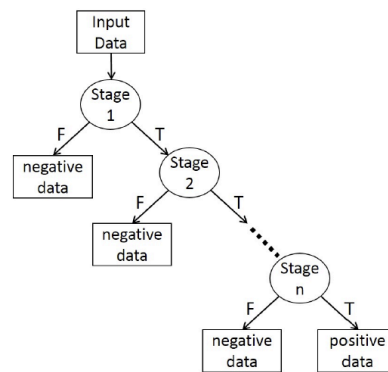 Input
Data
Stage
1
F
T
negative
data
Stage
2
F
T
negative
data
Stage
n
F
T
negative
data
positive
data